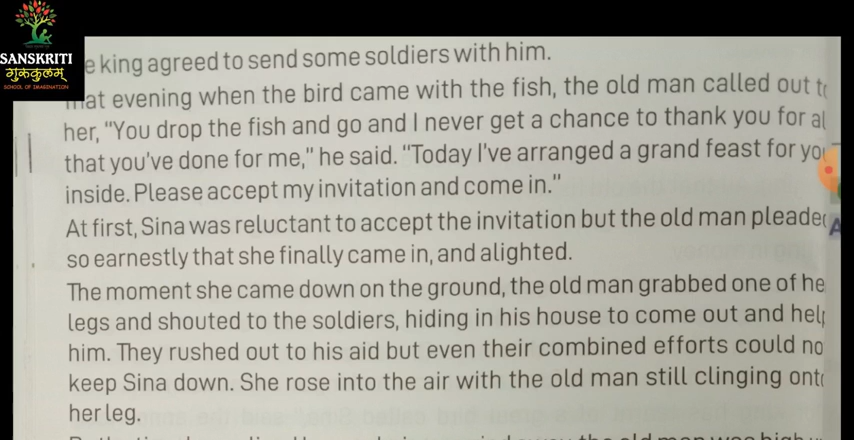 SANSKRITI
गुरुकुलम्
SCHOOL OF IMAGINATION
e king agreed to send some soldiers with him.
hat evening when the bird came with the fish, the old man called out to
her, "You drop the fish and go and I never get a chance to thank you for al
that you've done for me," he said. "Today I've arranged a grand feast for you
inside. Please accept my invitation and come in."
At first, Sina was reluctant to accept the invitation but the old man pleaded
so earnestly that she finally came in, and alighted.
The moment she came down on the ground, the old man grabbed one of he
legs and shouted to the soldiers, hiding in his house to come out and help
him. They rushed out to his aid but even their combined efforts could no
keep Sina down. She rose into the air with the old man still clinging onto
her leg.